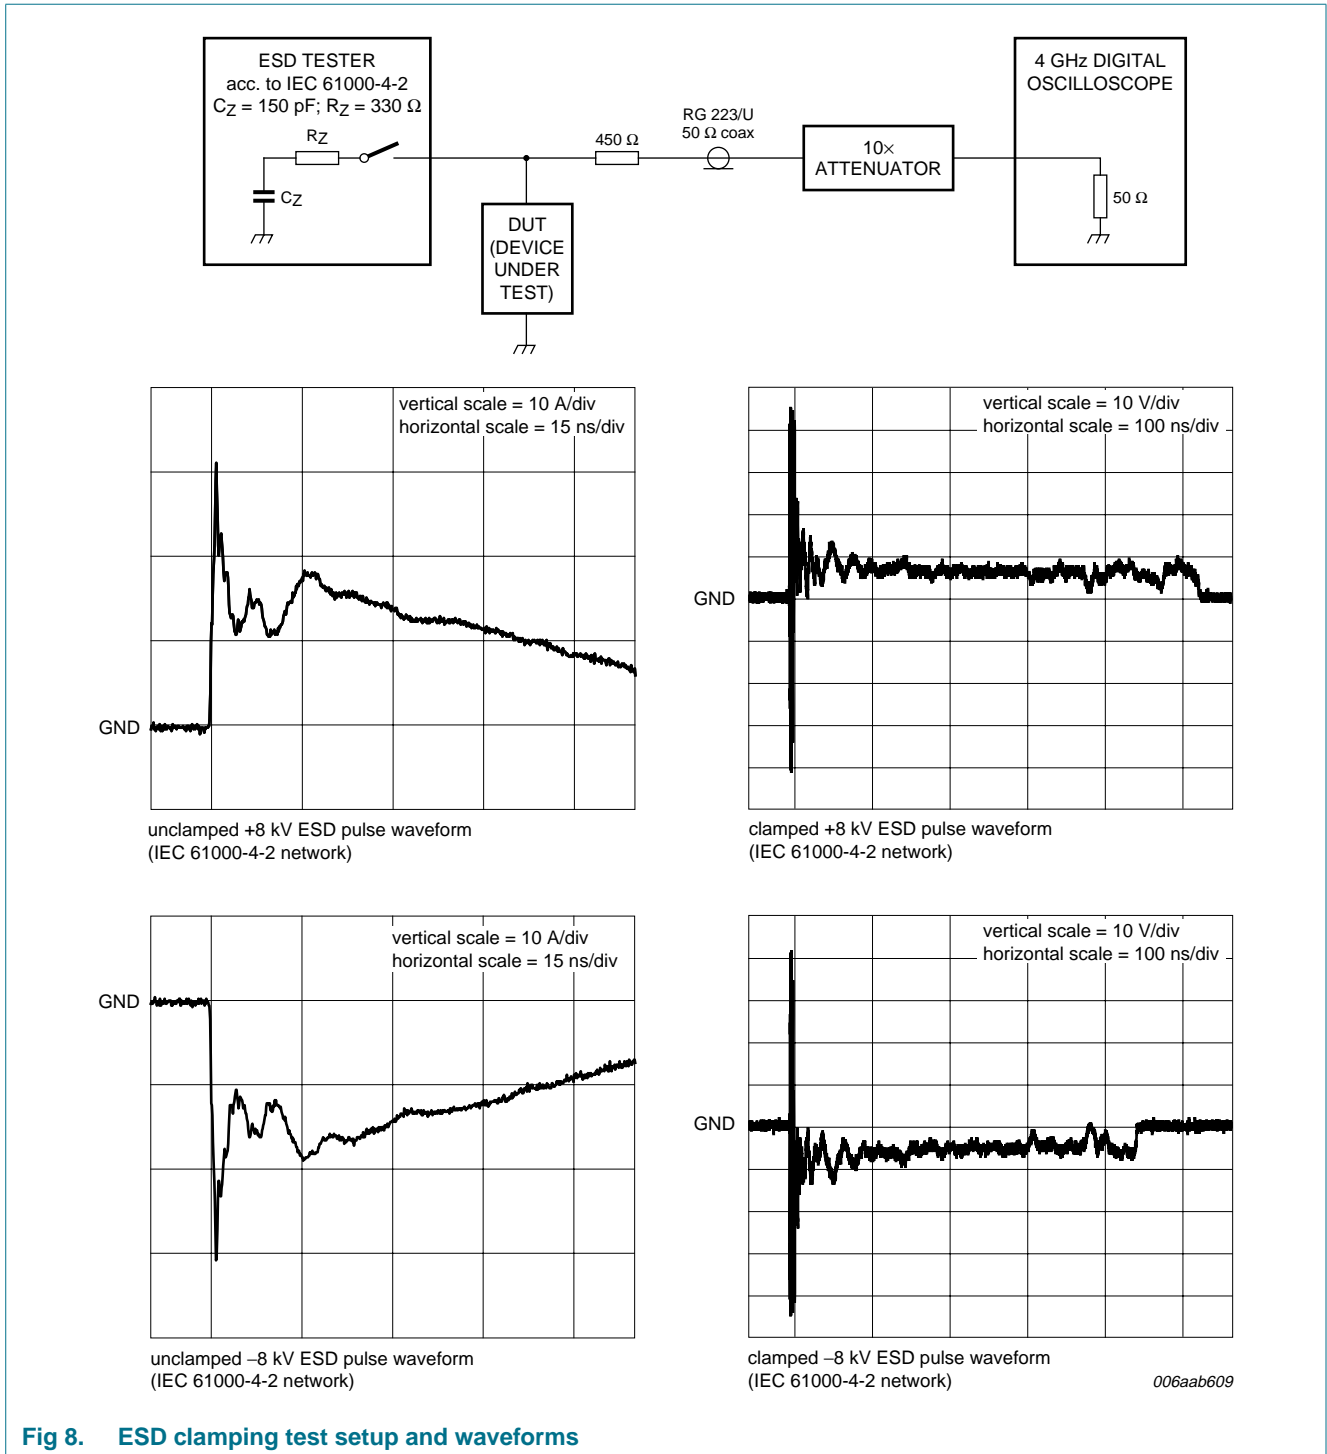 ESD TESTER
acc. to IEC 61000-4-2
CZ = 150 pF; RZ = 330 Ω
RZ
CZ
DUT
(DEVICE
UNDER
TEST)
450 Ω
RG 223/U
50 Ω coax
10×
ATTENUATOR
4 GHz DIGITAL
OSCILLOSCOPE
50 Ω
vertical scale = 10 A/div
horizontal scale = 15 ns/div
GND
unclamped +8 kV ESD pulse waveform
(IEC 61000-4-2 network)
vertical scale = 10 V/div
horizontal scale = 100 ns/div
GND
clamped +8 kV ESD pulse waveform
(IEC 61000-4-2 network)
vertical scale = 10 A/div
horizontal scale = 15 ns/div
GND
unclamped −8 kV ESD pulse waveform
(IEC 61000-4-2 network)
vertical scale = 10 V/div
horizontal scale = 100 ns/div
GND
clamped −8 kV ESD pulse waveform
(IEC 61000-4-2 network)
006aab609
Fig 8. ESD clamping test setup and waveforms